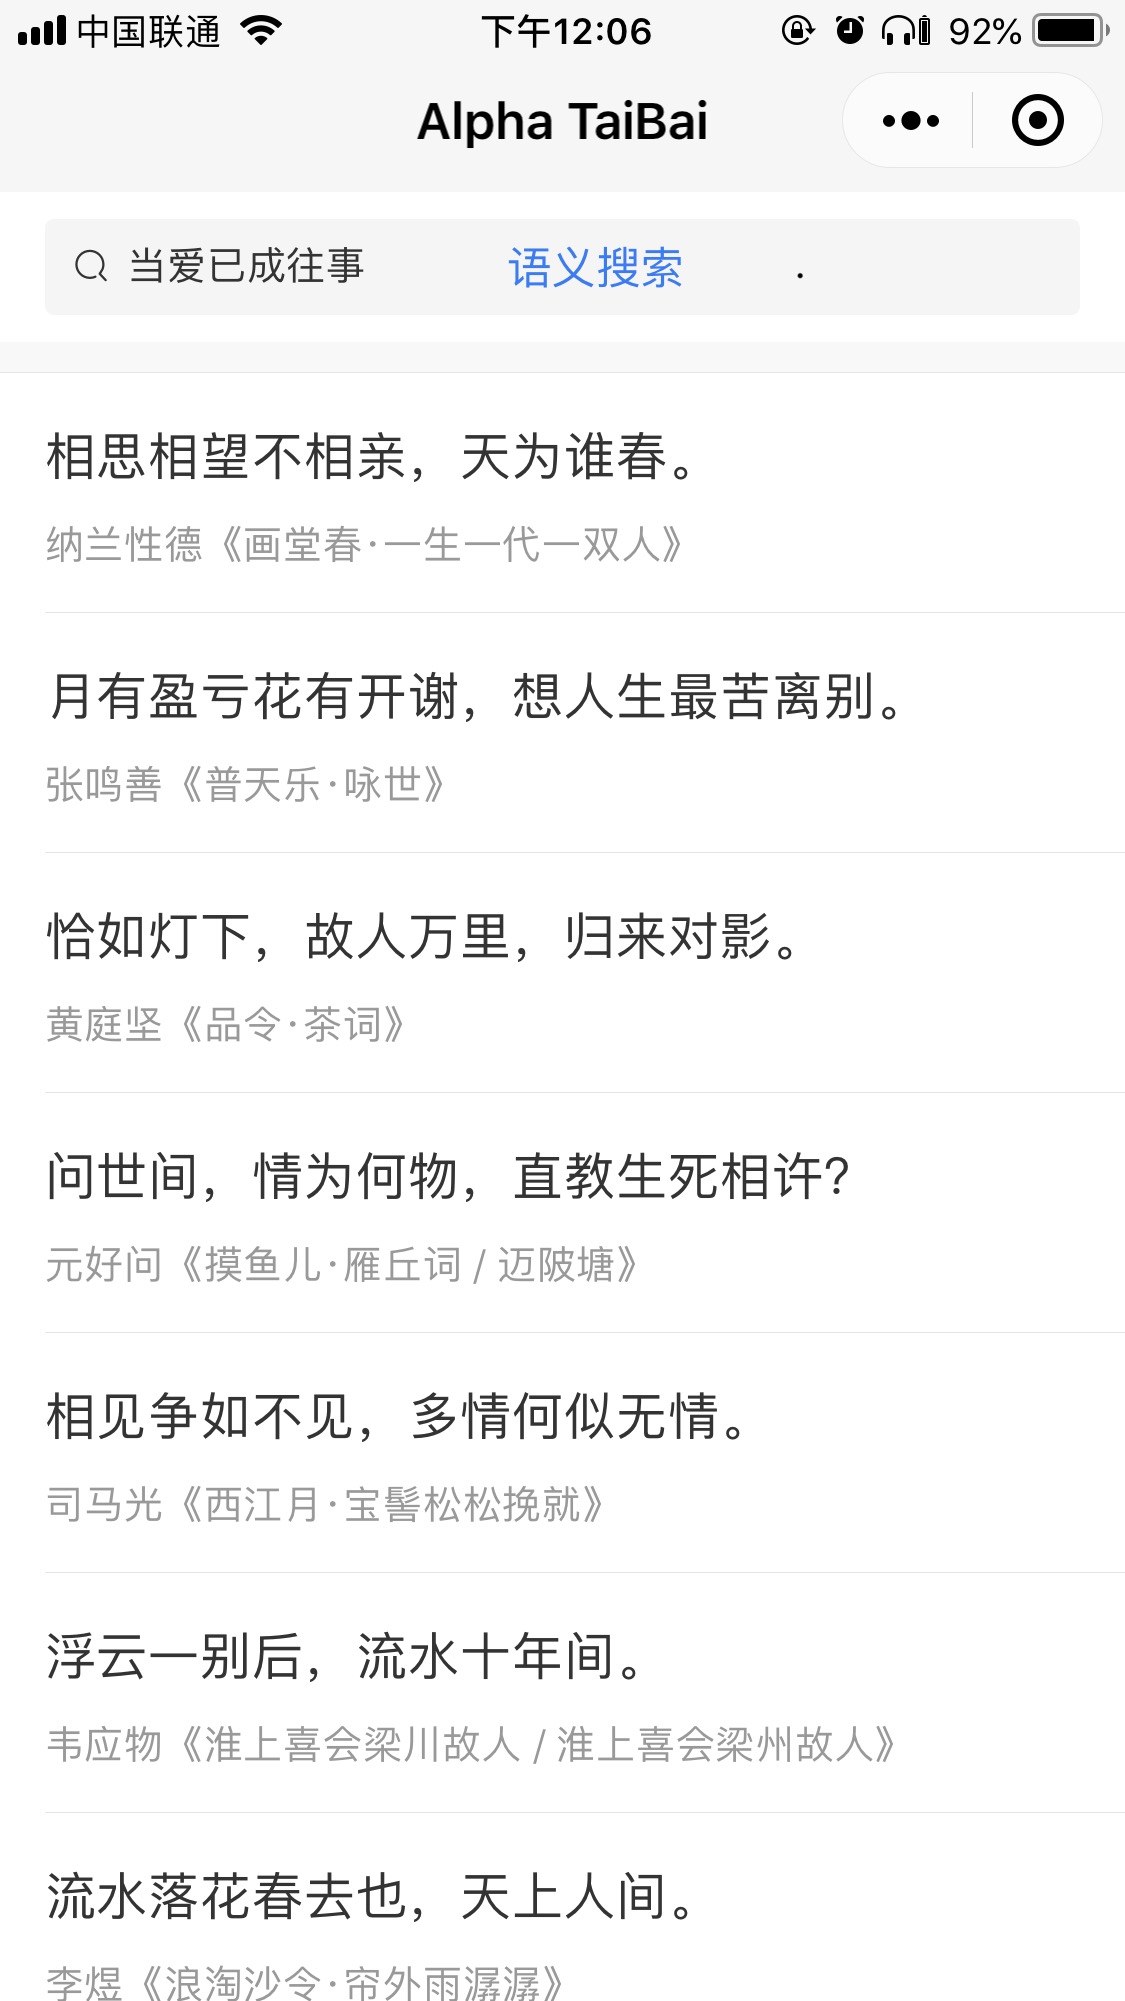 中国联通 下午12:06 92%
Alpha TaiBai
当爱已成往事 语义搜索 .
相思相望不相亲，天为谁春。
纳兰性德《画堂春·一生一代一双人》
月有盈亏花有开谢，想人生最苦离别。
张鸣善《普天乐·咏世》
恰如灯下，故人万里，归来对影。
黄庭坚《品令·茶词》
问世间，情为何物，直教生死相许?
元好问《摸鱼儿·雁丘词 / 迈陂塘》
相见争如不见，多情何似无情。
司马光《西江月·宝髻松松挽就》
浮云一别后，流水十年间。
韦应物《淮上喜会梁川故人 / 淮上喜会梁州故人》
流水落花春去也，天上人间。
李煜《浪淘沙令·帘外雨潺潺》